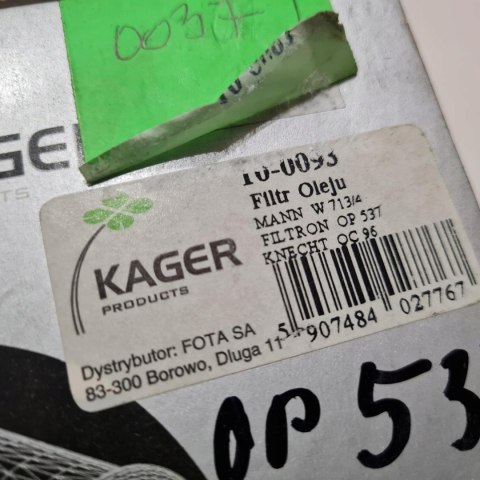 0037
10-0093
Filtr Oleju
MANN W 713/4
FILTRON OP 537
KNECHT OC 96
KAGER
PRODUCTS
Dystrybutor: FOTA SA
83-300 Borowo, Dluga 11
5 907484 027767
OP 53